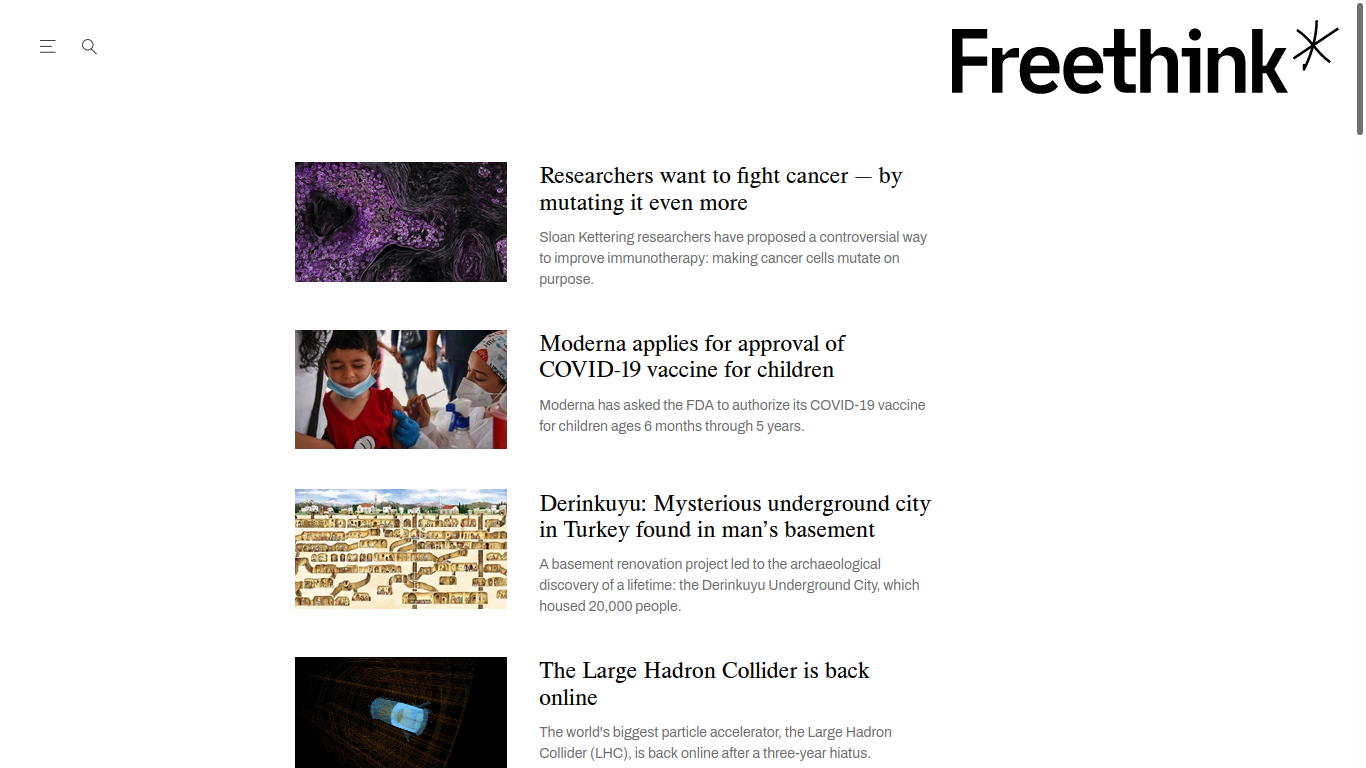 Freethink
Researchers want to fight cancer — by
mutating it even more
Sloan Kettering researchers have proposed a controversial way
to improve immunotherapy: making cancer cells mutate on
purpose.
Moderna applies for approval of
COVID-19 vaccine for children
Moderna has asked the FDA to authorize its COVID-19 vaccine
for children ages 6 months through 5 years.
Derinkuyu: Mysterious underground city
in Turkey found in man’s basement
A basement renovation project led to the archaeological
discovery of a lifetime: the Derinkuyu Underground City, which
housed 20,000 people.
The Large Hadron Collider is back
online
The world's biggest particle accelerator, the Large Hadron
Collider (LHC), is back online after a three-year hiatus.